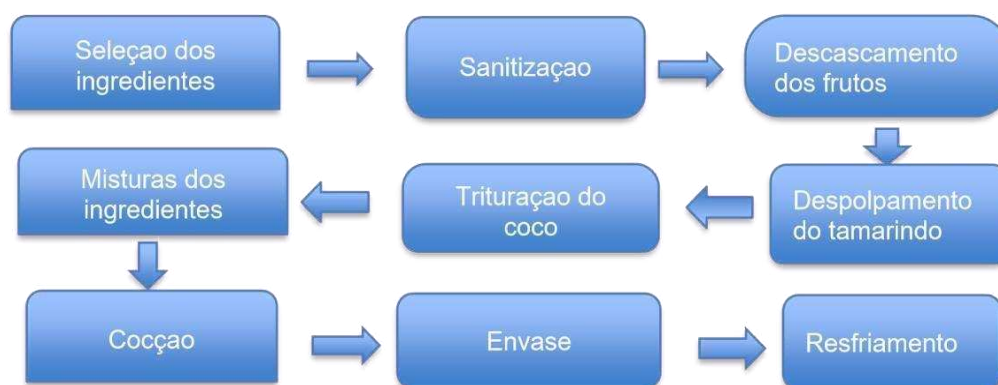 Seleçao dos
ingredientes
Sanitizaçao
Descascamento
dos frutos
Despolpamento
do tamarindo
Trituraçao do
coco
Misturas dos
ingredientes
Cocçao
Envase
Resfriamento